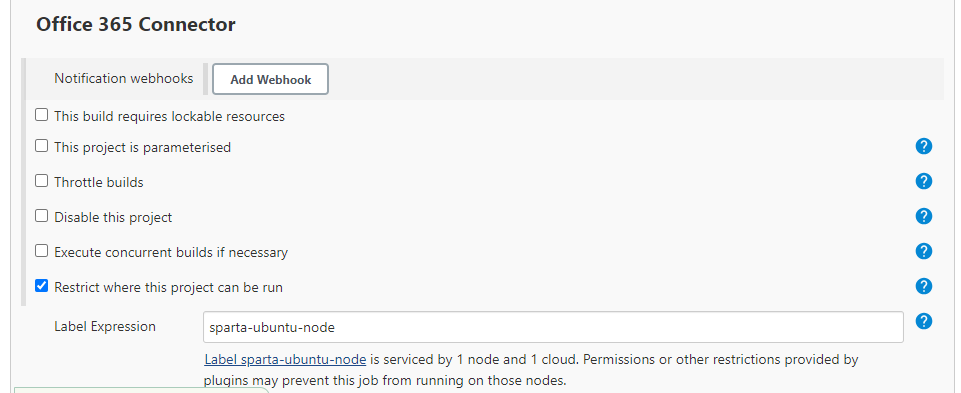 Office 365 Connector
Notification webhooks
Add Webhook
This build requires lockable resources
This project is parameterised
?
Throttle builds
?
Disable this project
?
Execute concurrent builds if necessary
?
Restrict where this project can be run
?
Label Expression
sparta-ubuntu-node
?
Label sparta-ubuntu-node is serviced by 1 node and 1 cloud. Permissions or other restrictions provided by
plugins may prevent this job from running on those nodes.